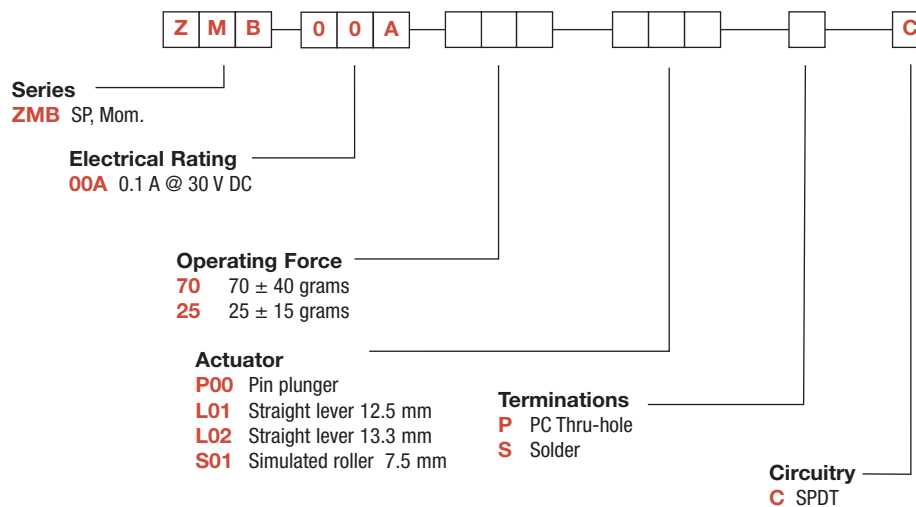 Z M B 0 0 A C
Series
ZMB SP, Mom.
Electrical Rating
00A 0.1 A @ 30 V DC
Operating Force
70 70 ± 40 grams
25 25 ± 15 grams
Actuator
P00 Pin plunger
L01 Straight lever 12.5 mm
L02 Straight lever 13.3 mm
S01 Simulated roller 7.5 mm
Terminations
P PC Thru-hole
S Solder
Circuitry
C SPDT